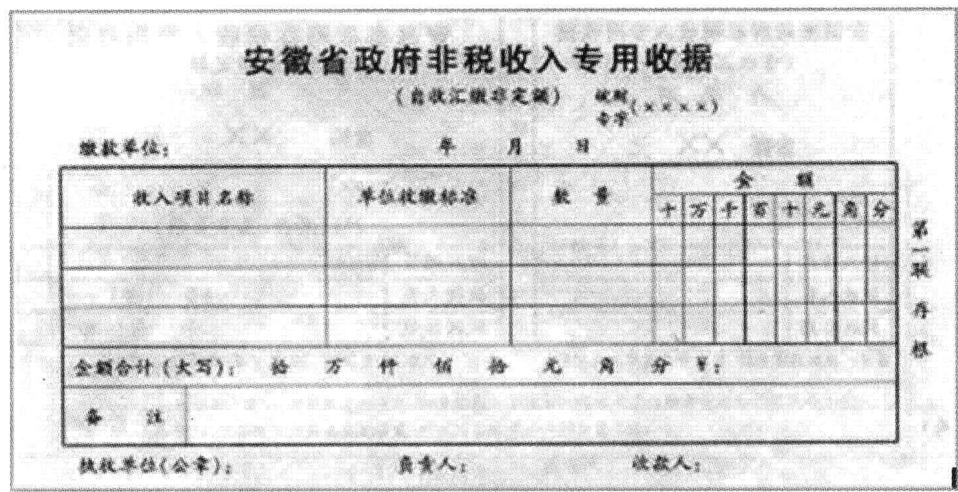 安徽省政府非税收入专用收据
(自收汇缴非定额) 皖财专字(××××)
缴款单位: 年 月 日
收入项目名称 单位收缴标准 数 量 金 额
十 万 千 百 十 元 角 分
金额合计(大写): 拾 万 仟 佰 拾 元 角 分 ¥:
备 注
执收单位(公章): 负责人: 收款人:
第一联 存根